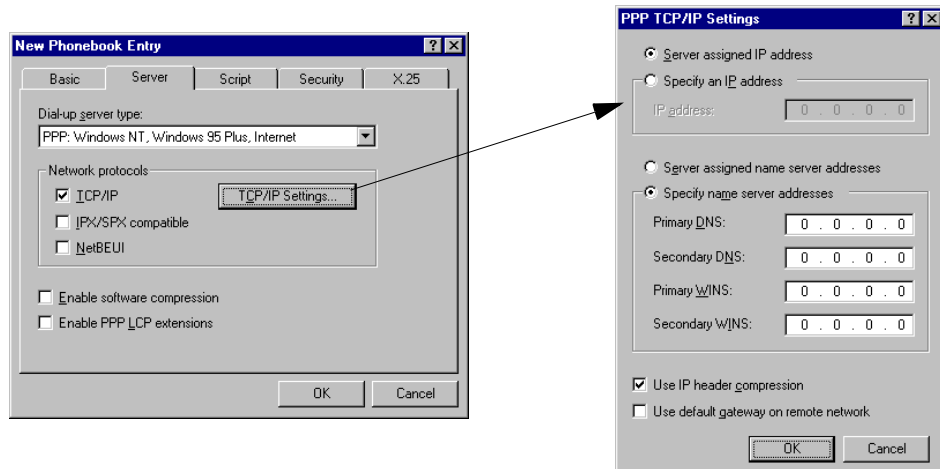 New Phonebook Entry
Basic Server Script Security X.25
Dial-up server type:
PPP: Windows NT, Windows 95 Plus, Internet
Network protocols
TCP/IP
TCP/IP Settings...
IPX/SPX compatible
NetBEUI
Enable software compression
Enable PPP LCP extensions
OK Cancel
PPP TCP/IP Settings
Server assigned IP address
Specify an IP address
IP address: 0 . 0 . 0 . 0
Server assigned name server addresses
Specify name server addresses
Primary DNS: 0 . 0 . 0 . 0
Secondary DNS: 0 . 0 . 0 . 0
Primary WINS: 0 . 0 . 0 . 0
Secondary WINS: 0 . 0 . 0 . 0
Use IP header compression
Use default gateway on remote network
OK Cancel